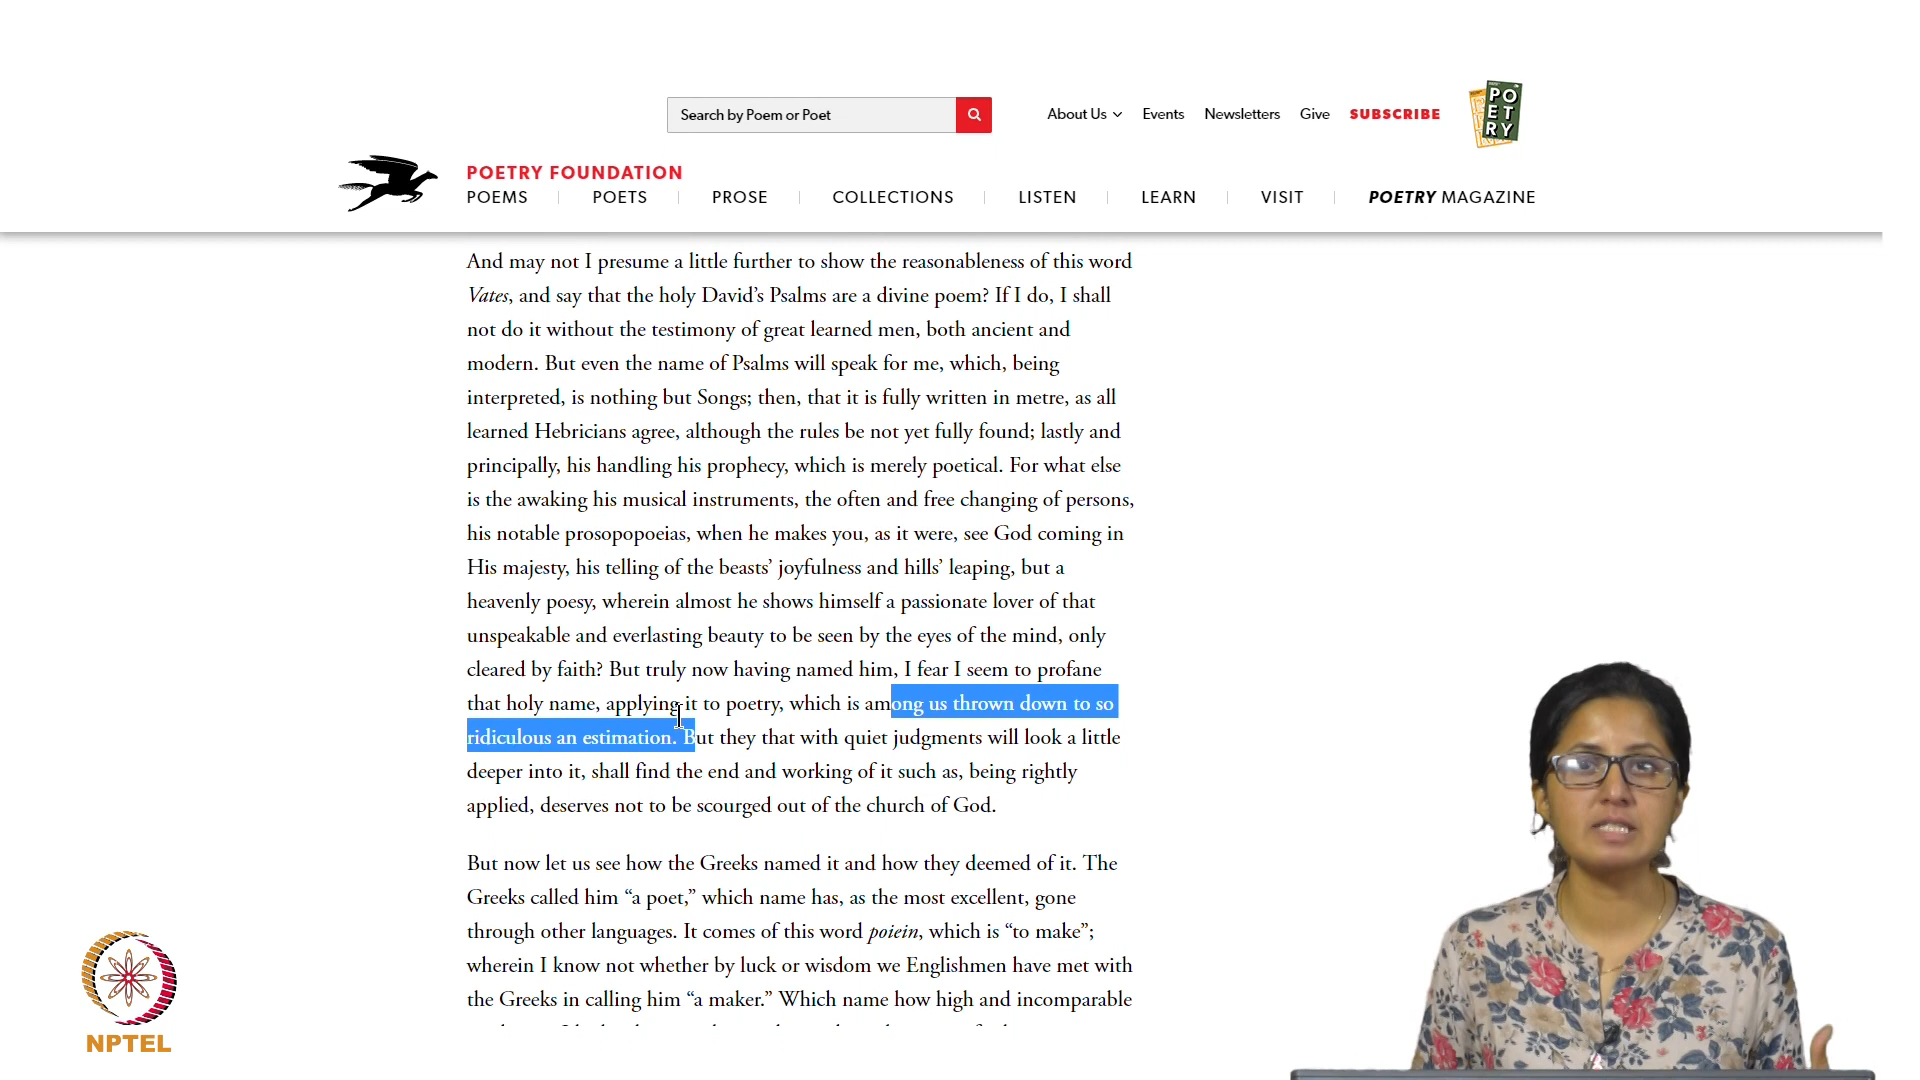 Search by Poem or Poet
About Us
Events
Newsletters
Give
SUBSCRIBE
PO
ET
RY
POETRY FOUNDATION
POEMS
POETS
PROSE
COLLECTIONS
LISTEN
LEARN
VISIT
POETRY MAGAZINE
And may not I presume a little further to show the reasonableness of this word
Vates, and say that the holy David’s Psalms are a divine poem? If I do, I shall
not do it without the testimony of great learned men, both ancient and
modern. But even the name of Psalms will speak for me, which, being
interpreted, is nothing but Songs; then, that it is fully written in metre, as all
learned Hebricians agree, although the rules be not yet fully found; lastly and
principally, his handling his prophecy, which is merely poetical. For what else
is the awaking his musical instruments, the often and free changing of persons,
his notable prosopopoeias, when he makes you, as it were, see God coming in
His majesty, his telling of the beasts’ joyfulness and hills’ leaping, but a
heavenly poesy, wherein almost he shows himself a passionate lover of that
unspeakable and everlasting beauty to be seen by the eyes of the mind, only
cleared by faith? But truly now having named him, I fear I seem to profane
that holy name, applying it to poetry, which is among us thrown down to so
ridiculous an estimation. But they that with quiet judgments will look a little
deeper into it, shall find the end and working of it such as, being rightly
applied, deserves not to be scourged out of the church of God.
But now let us see how the Greeks named it and how they deemed of it. The
Greeks called him “a poet,” which name has, as the most excellent, gone
through other languages. It comes of this word poiein, which is “to make”;
wherein I know not whether by luck or wisdom we Englishmen have met with
the Greeks in calling him “a maker.” Which name how high and incomparable
NPTEL